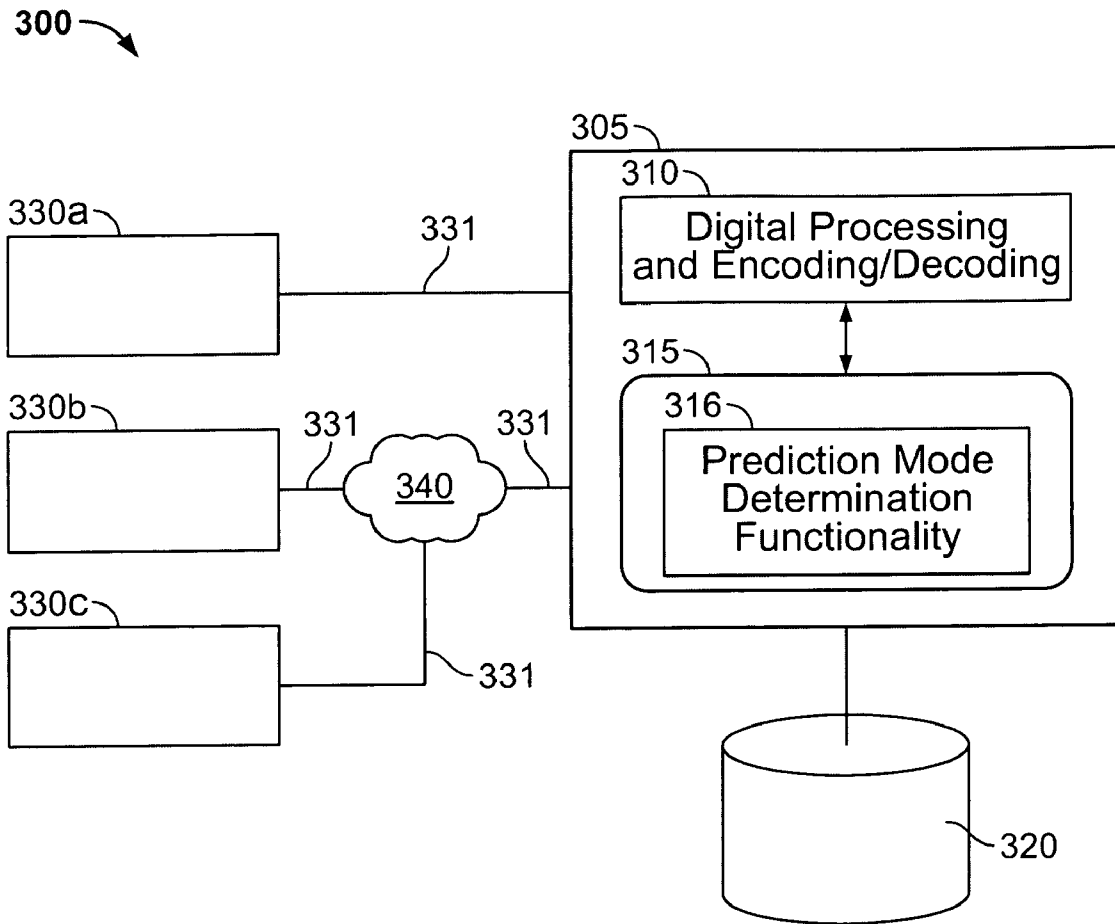 300
305
310
Digital Processing
and Encoding/Decoding
330a
331
315
316
Prediction Mode
Determination
Functionality
330b
331
340
331
330c
331
320